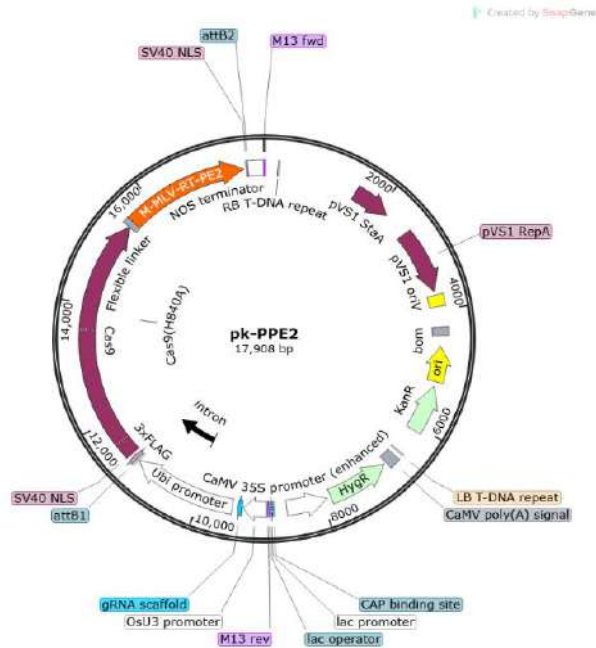 Created by SnapGene
attB2
M13 fwd
SV40 NLS
M-MLV-RT-PE2
NOS terminator
RB T-DNA repeat
2000
pVS1 StaA
pVS1 RepA
pVS1 oriV
4000
bom
ori
KanR
6000
LB T-DNA repeat
CaMV poly(A) signal
HygR
8000
CaMV 35S promoter (enhanced)
CAP binding site
lac promoter
lac operator
M13 rev
OsU3 promoter
gRNA scaffold
10,000
Ubi promoter
Intron
attB1
SV40 NLS
3xFLAG
12,000
Cas9
Cas9(H840A)
14,000
Flexible linker
16,000
pk-PPE2
17,908 bp